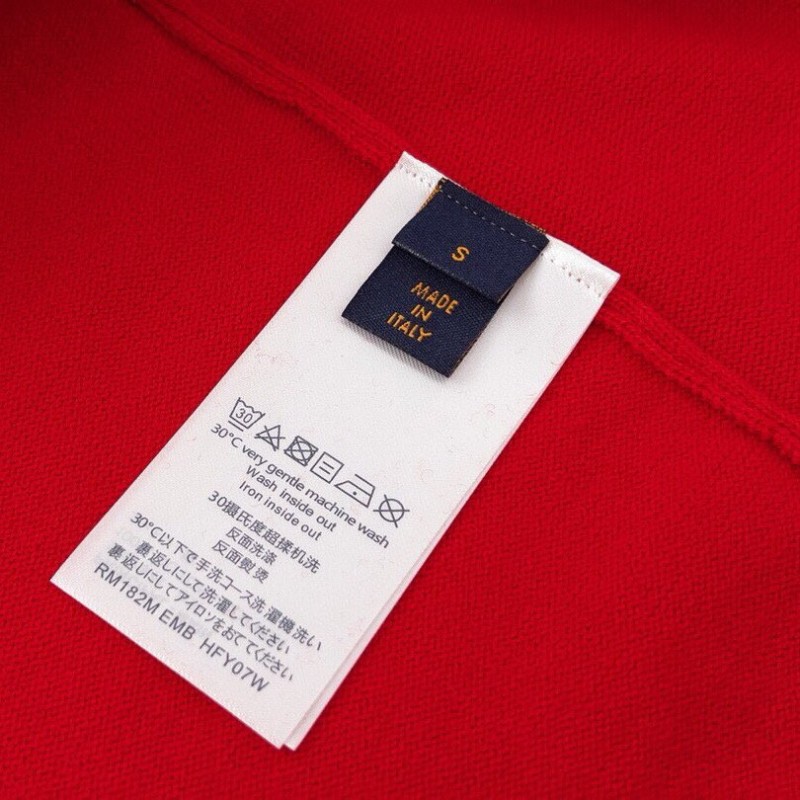 S
MADE
IN
ITALY
30
30°C very gentle machine wash
Wash inside out
Iron inside out
30摄氏度超揉机洗
反面洗涤
反面熨烫
30℃以下で手洗コース洗濯機洗い
裏返しにして洗濯してください
裏返しにしてアイロンをおててください
RM182M EMB HFY07W